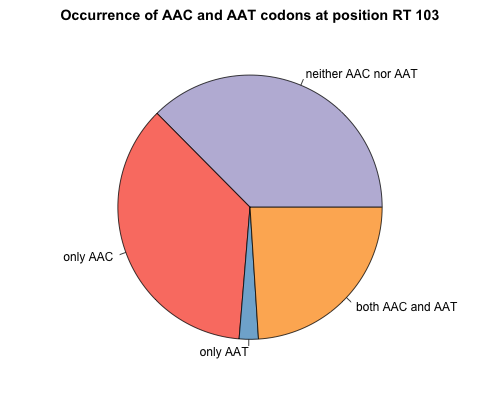 Occurrence of AAC and AAT codons at position RT 103
neither AAC nor AAT
only AAC
both AAC and AAT
only AAT